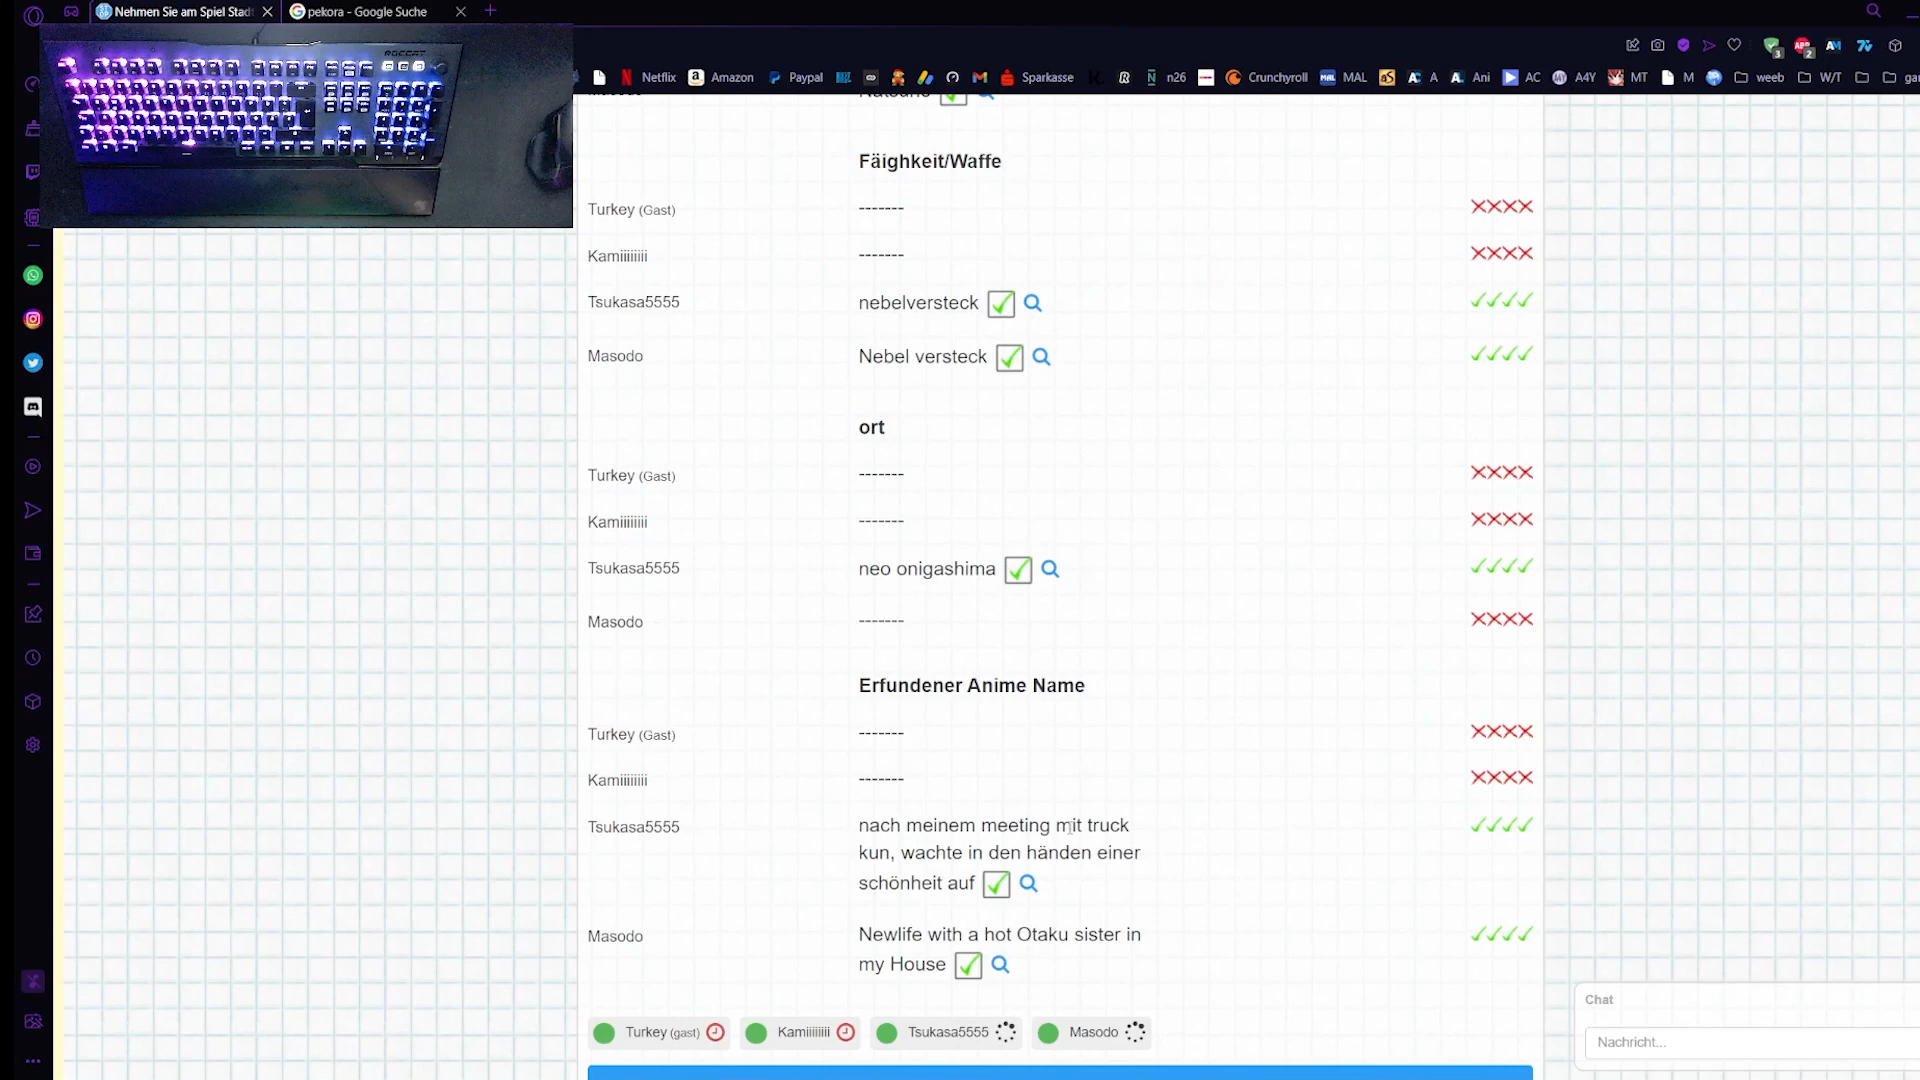 Nehmen Sie am Spiel Stad
pekora - Google Suche
ROCCAT
Netflix Amazon Paypal Sparkasse n26 Crunchyroll MAL A Ani AC A4Y MT M weeb W/T
Fäighkeit/Waffe
Turkey (Gast) -------
Kamiiiiiiii -------
Tsukasa5555 nebelversteck
Masodo Nebel versteck
ort
Turkey (Gast) -------
Kamiiiiiiii -------
Tsukasa5555 neo onigashima
Masodo -------
Erfundener Anime Name
Turkey (Gast) -------
Kamiiiiiiii -------
Tsukasa5555 nach meinem meeting mit truck
kun, wachte in den händen einer
schönheit auf
Masodo Newlife with a hot Otaku sister in
my House
Turkey (gast) Kamiiiiiiii Tsukasa5555 Masodo
Chat
Nachricht...